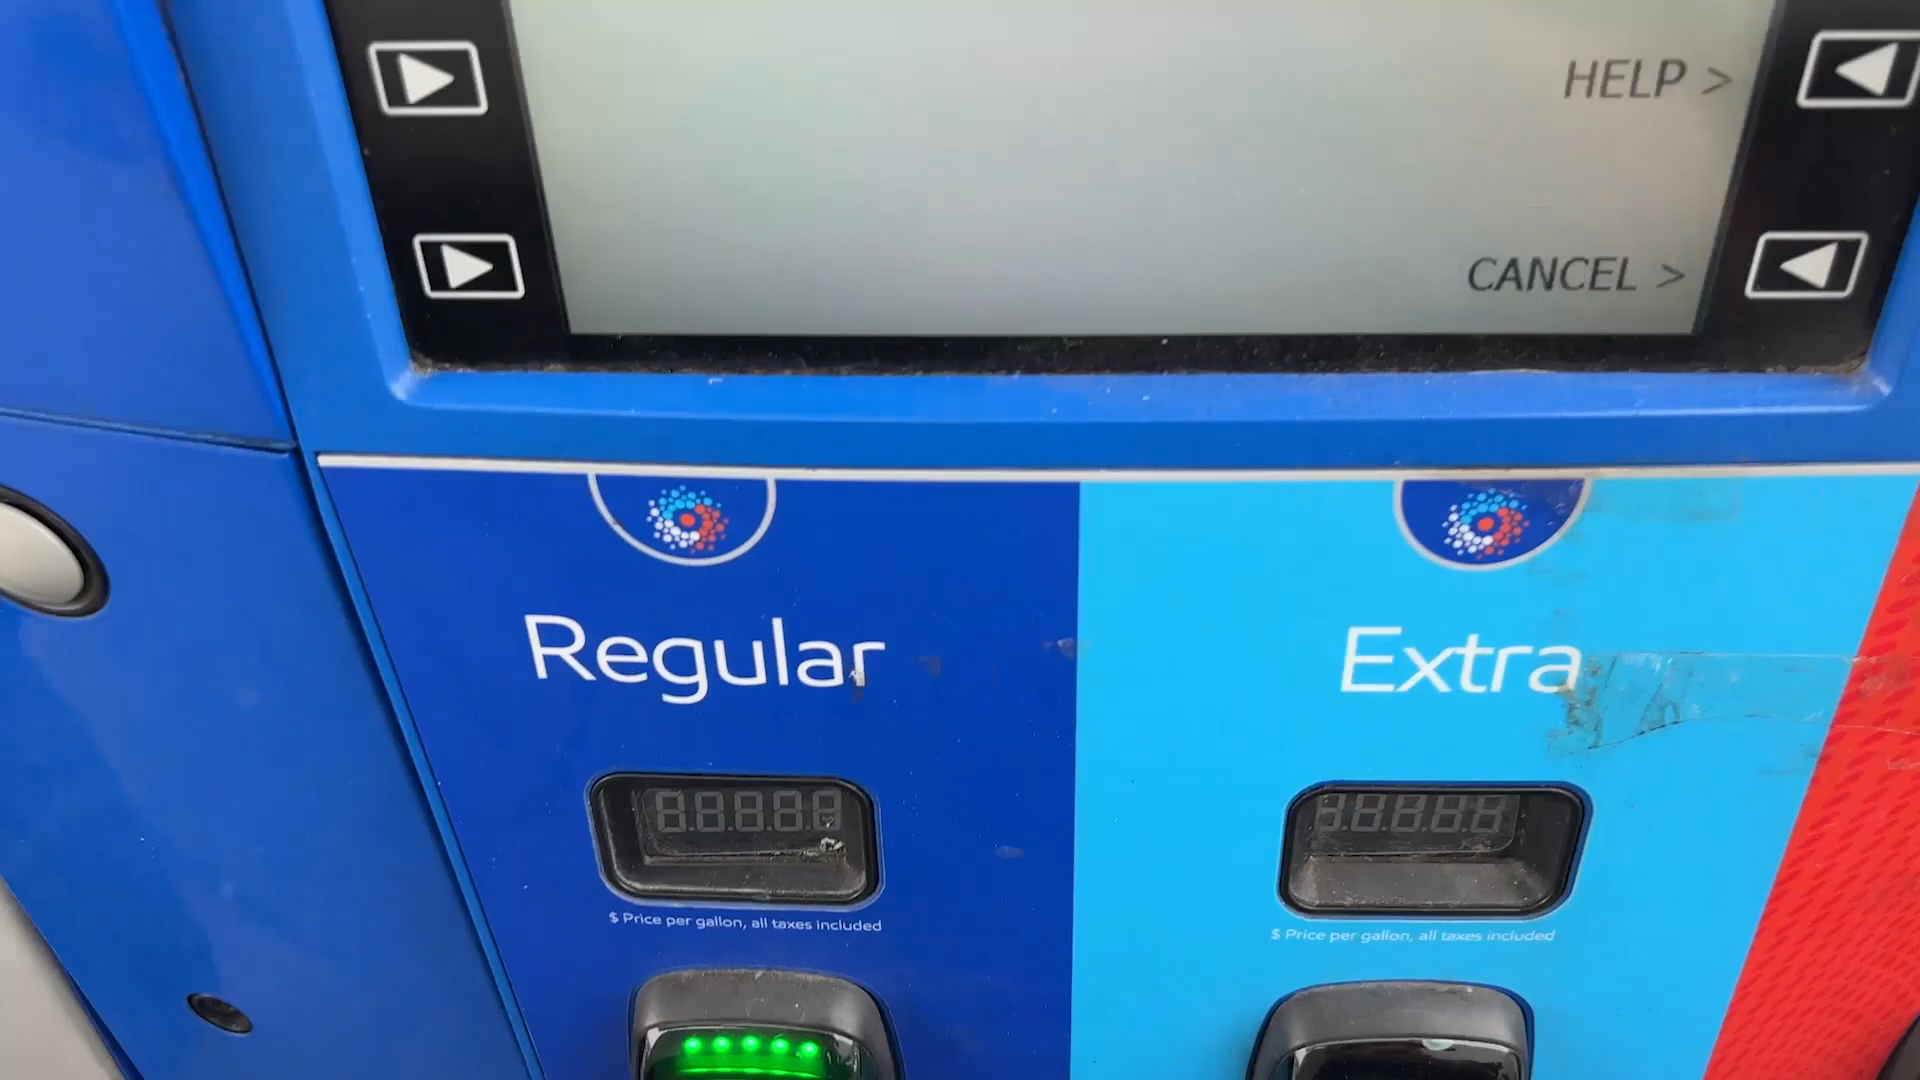 HELP >
CANCEL >
Regular
Extra
$ Price per gallon, all taxes included
$ Price per gallon, all taxes included